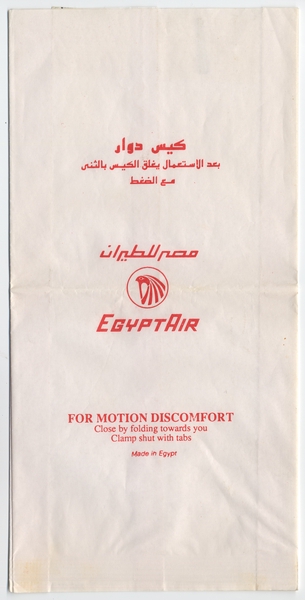 كيس دوار
بعد الاستعمال يغلق الكيس بالثنى
مع الضغط
مصر للطيران
EGYPTAIR
FOR MOTION DISCOMFORT
Close by folding towards you
Clamp shut with tabs
Made in Egypt